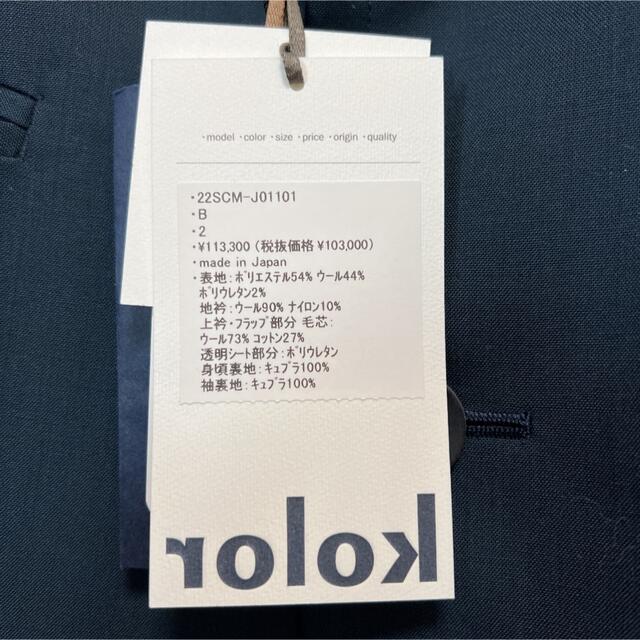 ・model ・color ・size ・price ・origin ・quality
・22SCM-J01101
・B
・2
・¥113,300 (税抜価格 ¥103,000)
・made in Japan
・表地:ﾎﾟﾘｴｽﾃﾙ54% ウール44%
ﾎﾟﾘｳﾚﾀﾝ2%
地衿:ウール90% ナイロン10%
上衿・フラップ部分 毛芯:
ウール73% コットン27%
透明シート部分:ﾎﾟﾘｳﾚﾀﾝ
身頃裏地:キュプラ100%
袖裏地:キュプラ100%
kolor